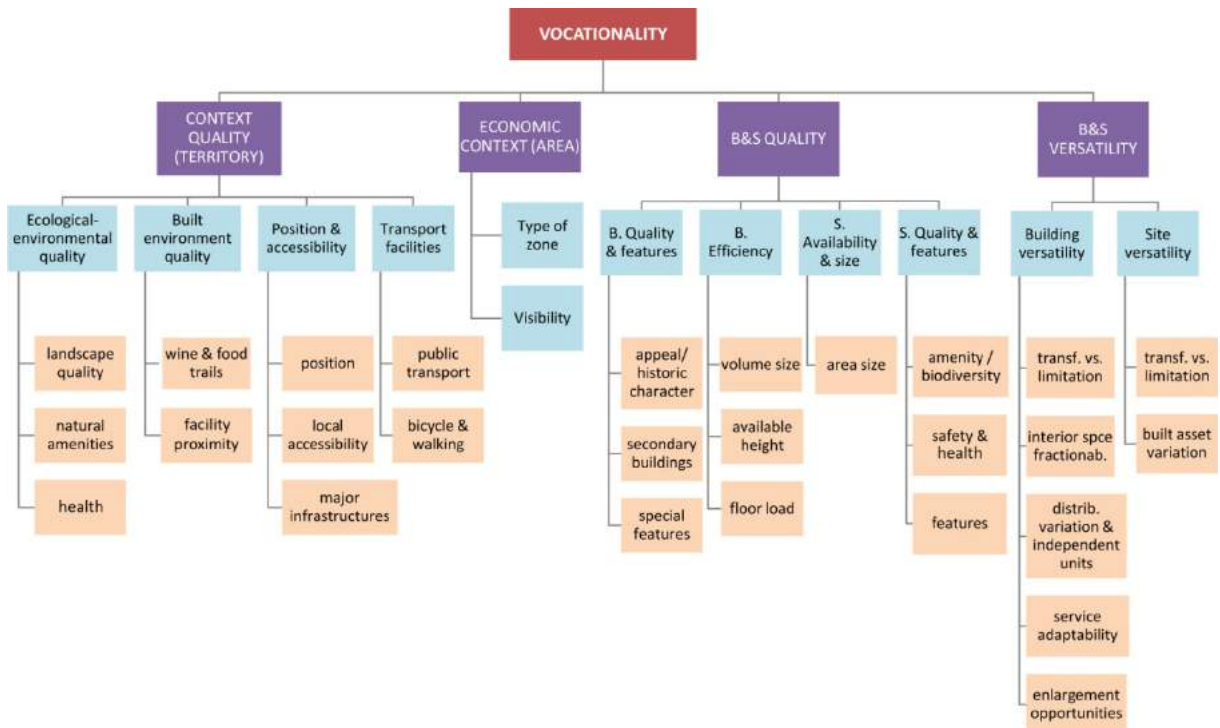 VOCATIONALITY
CONTEXT
QUALITY
(TERRITORY)
ECONOMIC
CONTEXT (AREA)
B&S QUALITY
B&S
VERSATILITY
Ecological-
environmental
quality
Built
environment
quality
Position &
accessibility
Transport
facilities
Type of
zone
Visibility
B. Quality
& features
B.
Efficiency
S.
Availability
& size
S. Quality &
features
Building
versatility
Site
versatility
landscape
quality
natural
amenities
health
wine & food
trails
facility
proximity
position
local
accessibility
major
infrastructures
public
transport
bicycle &
walking
appeal/
historic
character
secondary
buildings
special
features
volume size
available
height
floor load
area size
amenity /
biodiversity
safety &
health
features
transf. vs.
limitation
interior spce
fractionab.
distrib.
variation &
independent
units
service
adaptability
enlargement
opportunities
transf. vs.
limitation
built asset
variation